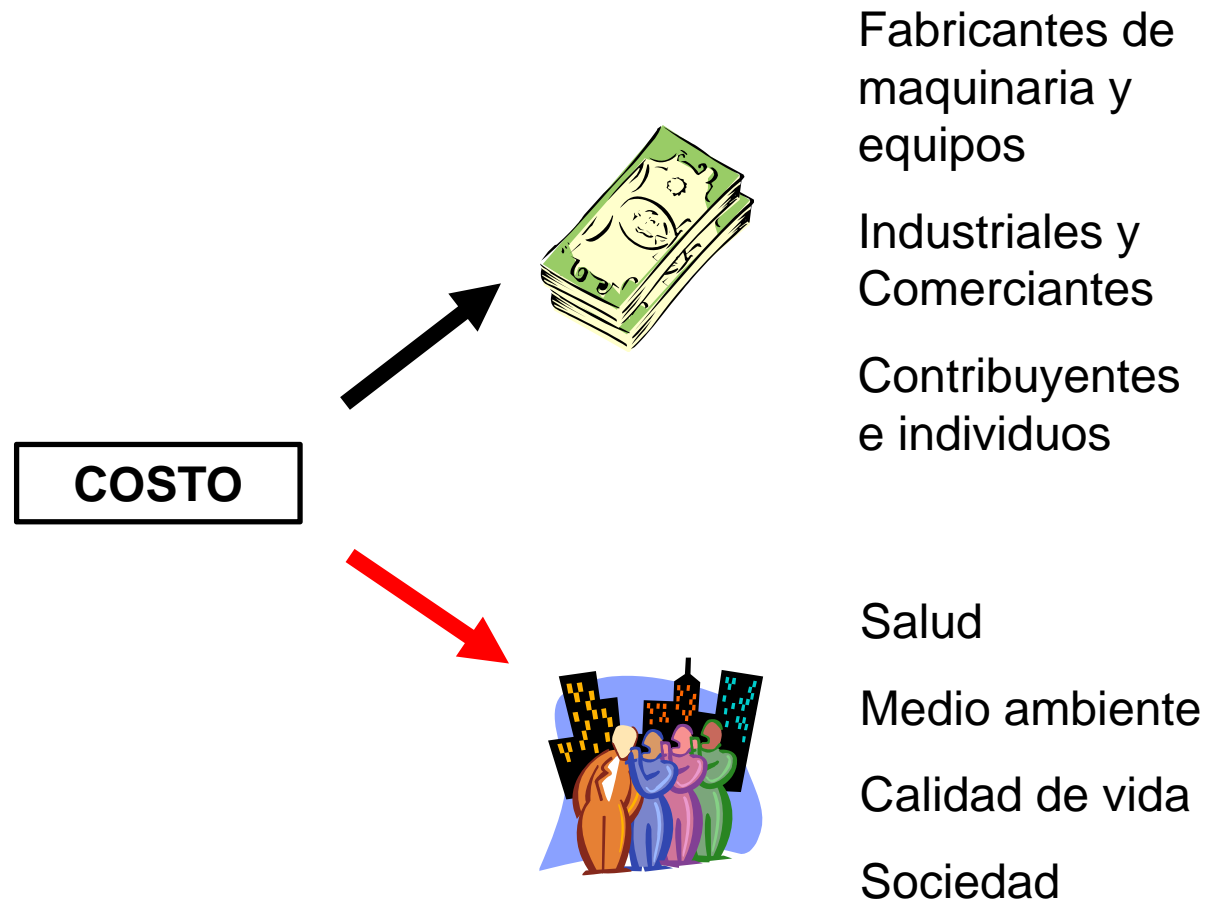 Fabricantes de
maquinaria y
equipos
Industriales y
Comerciantes
Contribuyentes
e individuos
COSTO
Salud
Medio ambiente
Calidad de vida
Sociedad